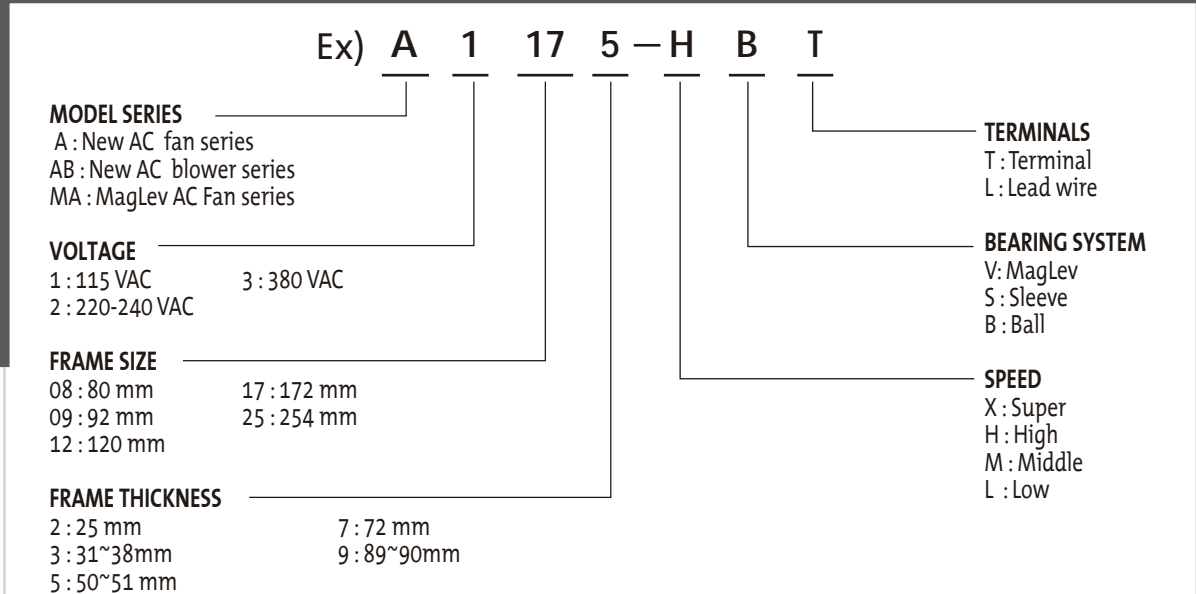 Ex) A 1 17 5 — H B T
MODEL SERIES
A : New AC fan series
AB : New AC blower series
MA : MagLev AC Fan series
VOLTAGE
1 : 115 VAC 3 : 380 VAC
2 : 220-240 VAC
FRAME SIZE
08 : 80 mm 17 : 172 mm
09 : 92 mm 25 : 254 mm
12 : 120 mm
FRAME THICKNESS
2 : 25 mm 7 : 72 mm
3 : 31~38mm 9 : 89~90mm
5 : 50~51 mm
TERMINALS
T : Terminal
L : Lead wire
BEARING SYSTEM
V: MagLev
S : Sleeve
B : Ball
SPEED
X : Super
H : High
M : Middle
L : Low